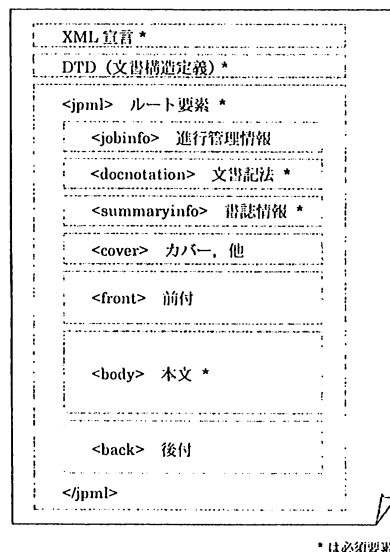 XML 宣言 *
DTD (文書構造定義) *
<jpml> ルート要素 *
<jobinfo> 進行管理情報
<docnotation> 文書記法 *
<summaryinfo> 書誌情報 *
<cover> カバー，他
<front> 前付
<body> 本文 *
<back> 後付
</jpml>
* は必須要素